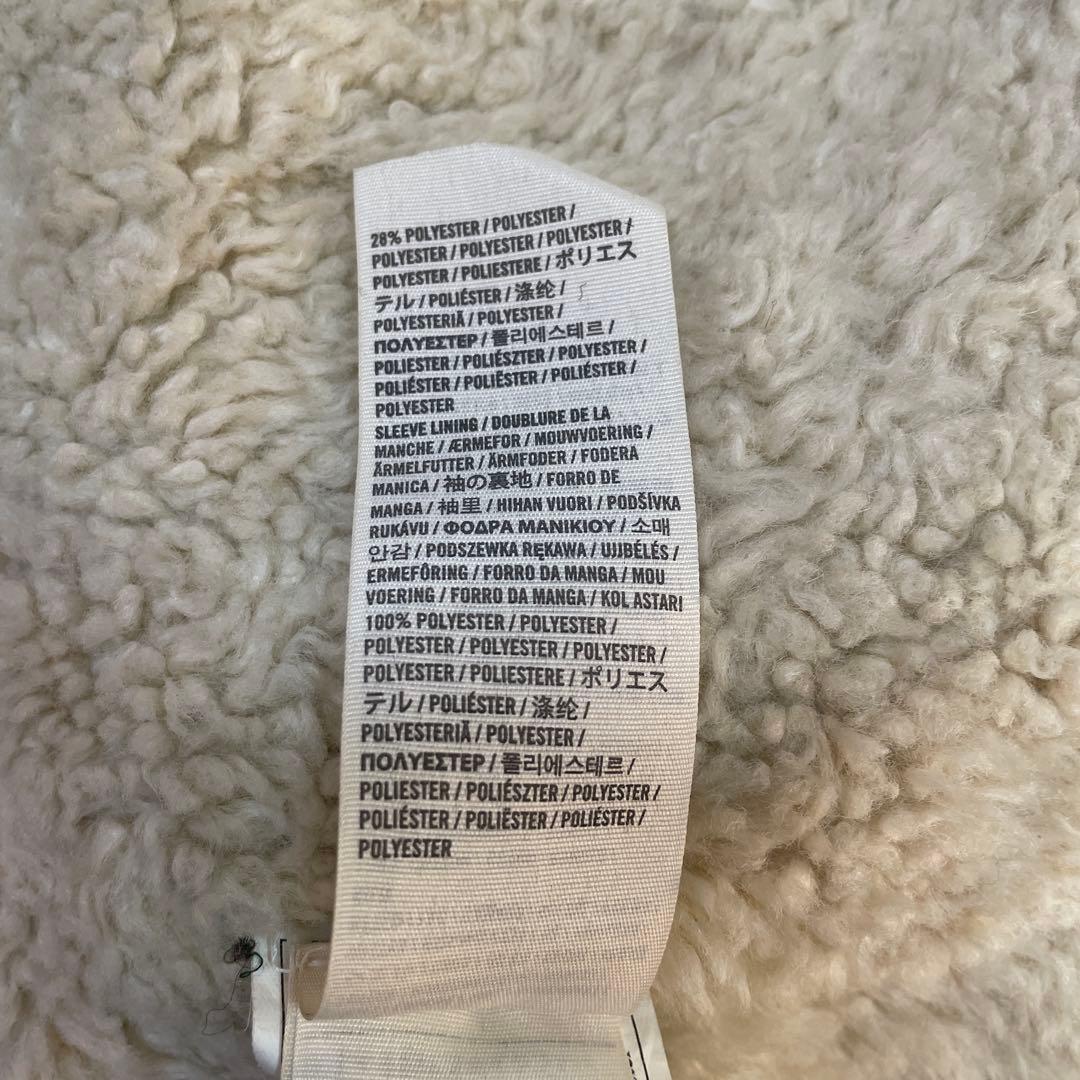 28% POLYESTER / POLYESTER /
POLYESTER / POLYESTER / POLYESTER /
POLYESTER / POLIESTERE / ポリエス
テル / POLIÉSTER / 涤纶 /
POLYESTERIÄ / POLYESTER /
ΠΟΛΥΕΣΤΕΡ / 폴리에스테르 /
POLIESTER / POLIÉSZTER / POLYESTER /
POLIÉSTER / POLIËSTER / POLIÉSTER /
POLYESTER
SLEEVE LINING / DOUBLURE DE LA
MANCHE / ÆRMEFOR / MOUWVOERING /
ÄRMELFUTTER / ÄRMFODER / FODERA
MANICA / 袖の裏地 / FORRO DE
MANGA / 袖里 / HIHAN VUORI / PODŠÍVKA
RUKÁVU / ΦΟΔΡΑ ΜΑΝΙΚΙΟΥ / 소매
안감 / PODSZEWKA RĘKAWA / UJJBÉLÉS /
ERMEFÔRING / FORRO DA MANGA / MOU
VOERING / FORRO DA MANGA / KOL ASTARI
100% POLYESTER / POLYESTER /
POLYESTER / POLYESTER / POLYESTER /
POLYESTER / POLIESTERE / ポリエス
テル / POLIÉSTER / 涤纶 /
POLYESTERIÄ / POLYESTER /
ΠΟΛΥΕΣΤΕΡ / 폴리에스테르 /
POLIESTER / POLIÉSZTER / POLYESTER /
POLIÉSTER / POLIËSTER / POLIÉSTER /
POLYESTER